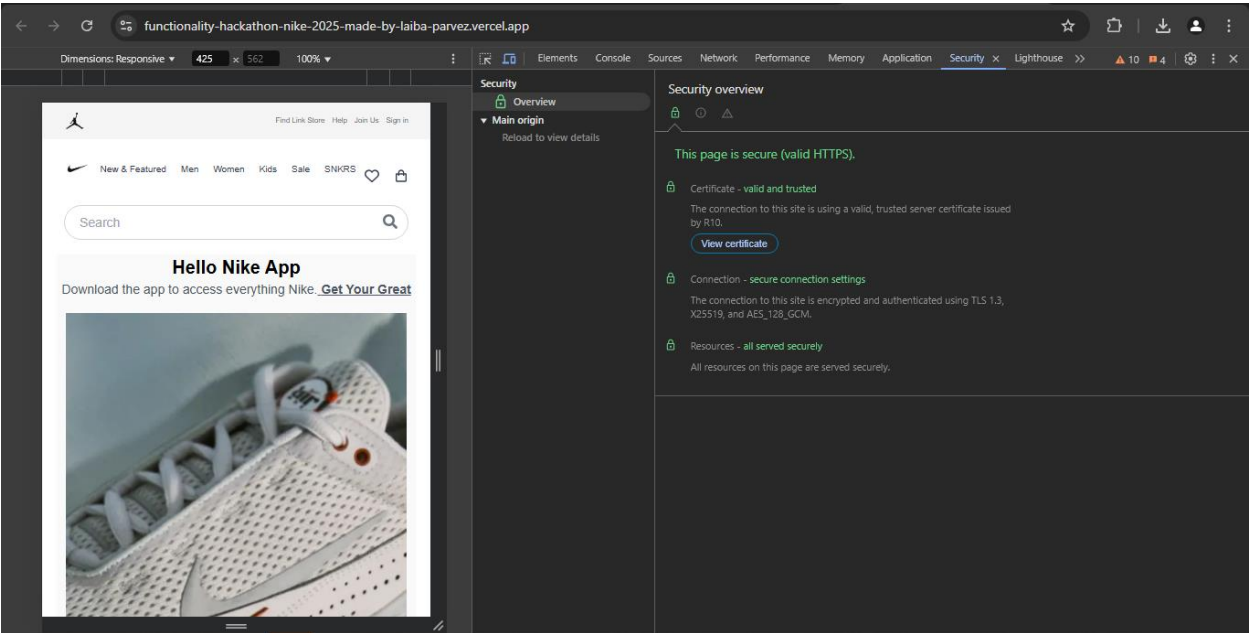 functionality-hackathon-nike-2025-made-by-laiba-parvez.vercel.app
Dimensions: Responsive 425 × 562 100%
Elements Console Sources Network Performance Memory Application Security × Lighthouse 10 4
Find Link Store Help Join Us Sign in
New & Featured Men Women Kids Sale SNKRS
Search
Hello Nike App
Download the app to access everything Nike. Get Your Great
Security
Overview
Main origin
Reload to view details
Security overview
This page is secure (valid HTTPS).
Certificate - valid and trusted
The connection to this site is using a valid, trusted server certificate issued
by R10.
View certificate
Connection - secure connection settings
The connection to this site is encrypted and authenticated using TLS 1.3,
X25519, and AES_128_GCM.
Resources - all served securely
All resources on this page are served securely.